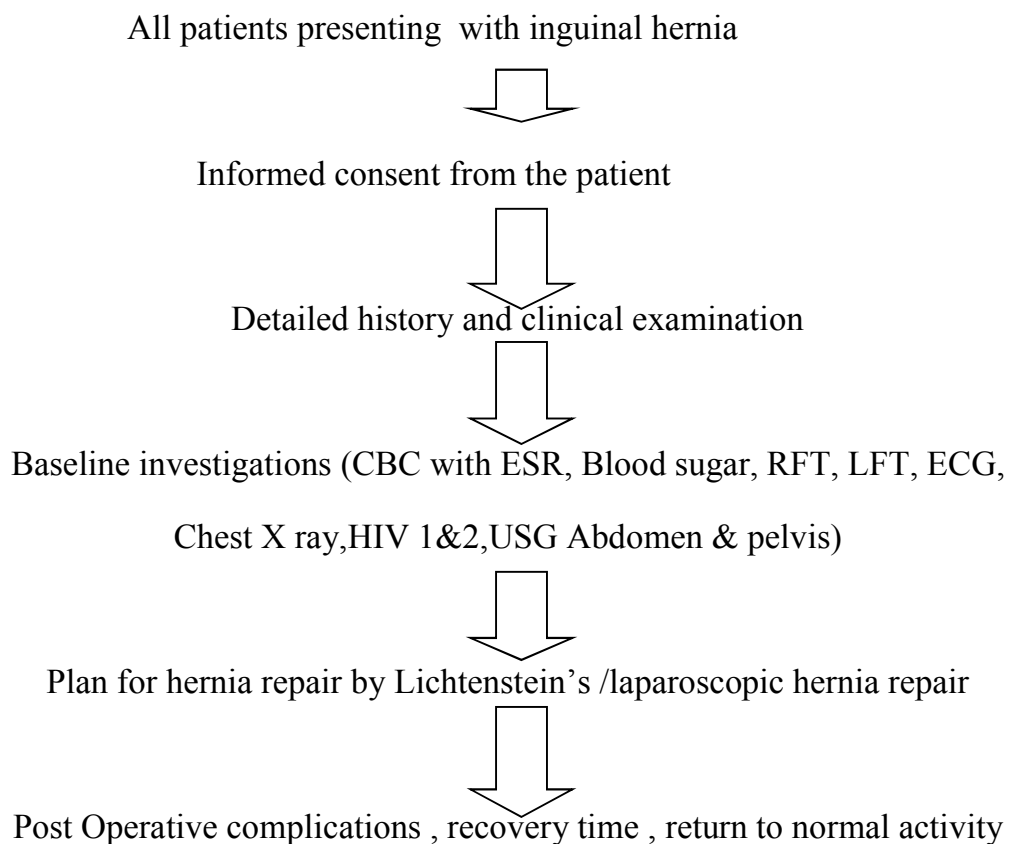 All patients presenting with inguinal hernia
Informed consent from the patient
Detailed history and clinical examination
Baseline investigations (CBC with ESR, Blood sugar, RFT, LFT, ECG,
Chest X ray,HIV 1&2,USG Abdomen & pelvis)
Plan for hernia repair by Lichtenstein’s /laparoscopic hernia repair
Post Operative complications , recovery time , return to normal activity